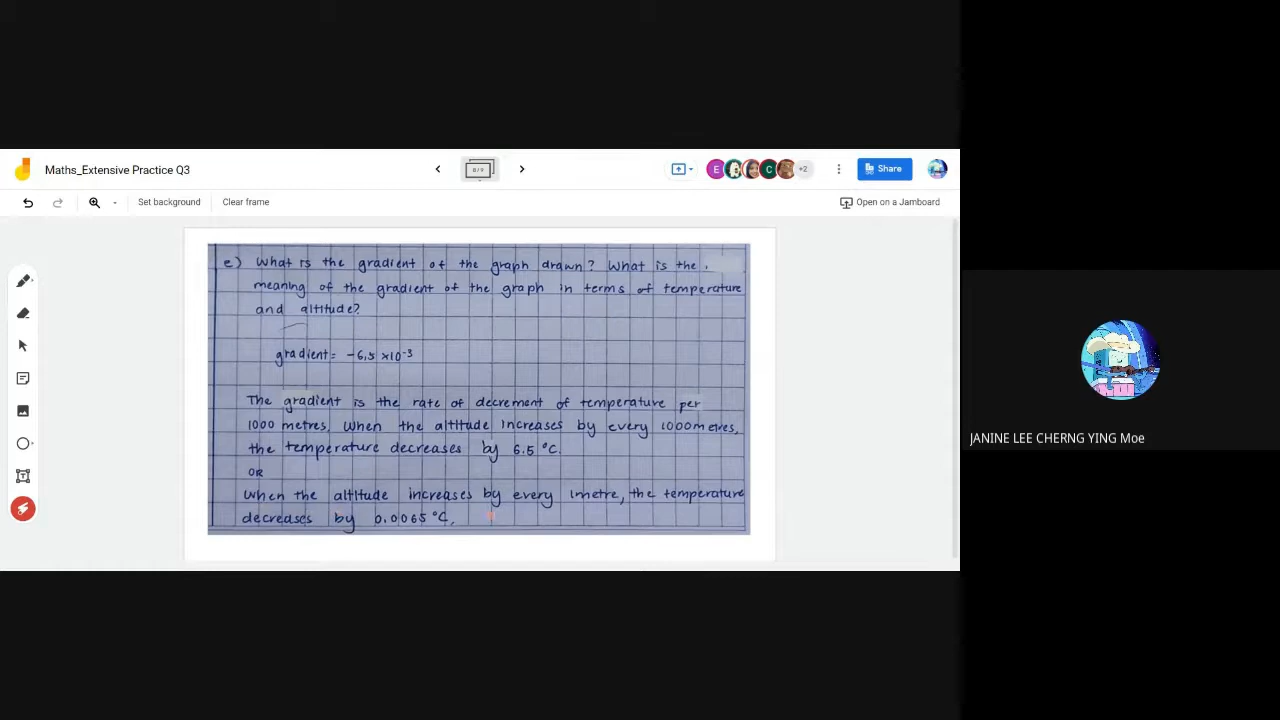 Maths_Extensive Practice Q3
8/9
E
C
+2
Share
Set background
Clear frame
Open on a Jamboard
e) What is the gradient of the graph drawn? What is the
meaning of the gradient of the graph in terms of temperature
and altitude?
gradient = -6.5 ×10⁻³
The gradient is the rate of decrement of temperature per
1000 metres. When the altitude increases by every 1000 metres,
the temperature decreases by 6.5 °C.
OR
When the altitude increases by every 1 metre, the temperature
decreases by 0.0065 °C.
JANINE LEE CHERNG YING Moe